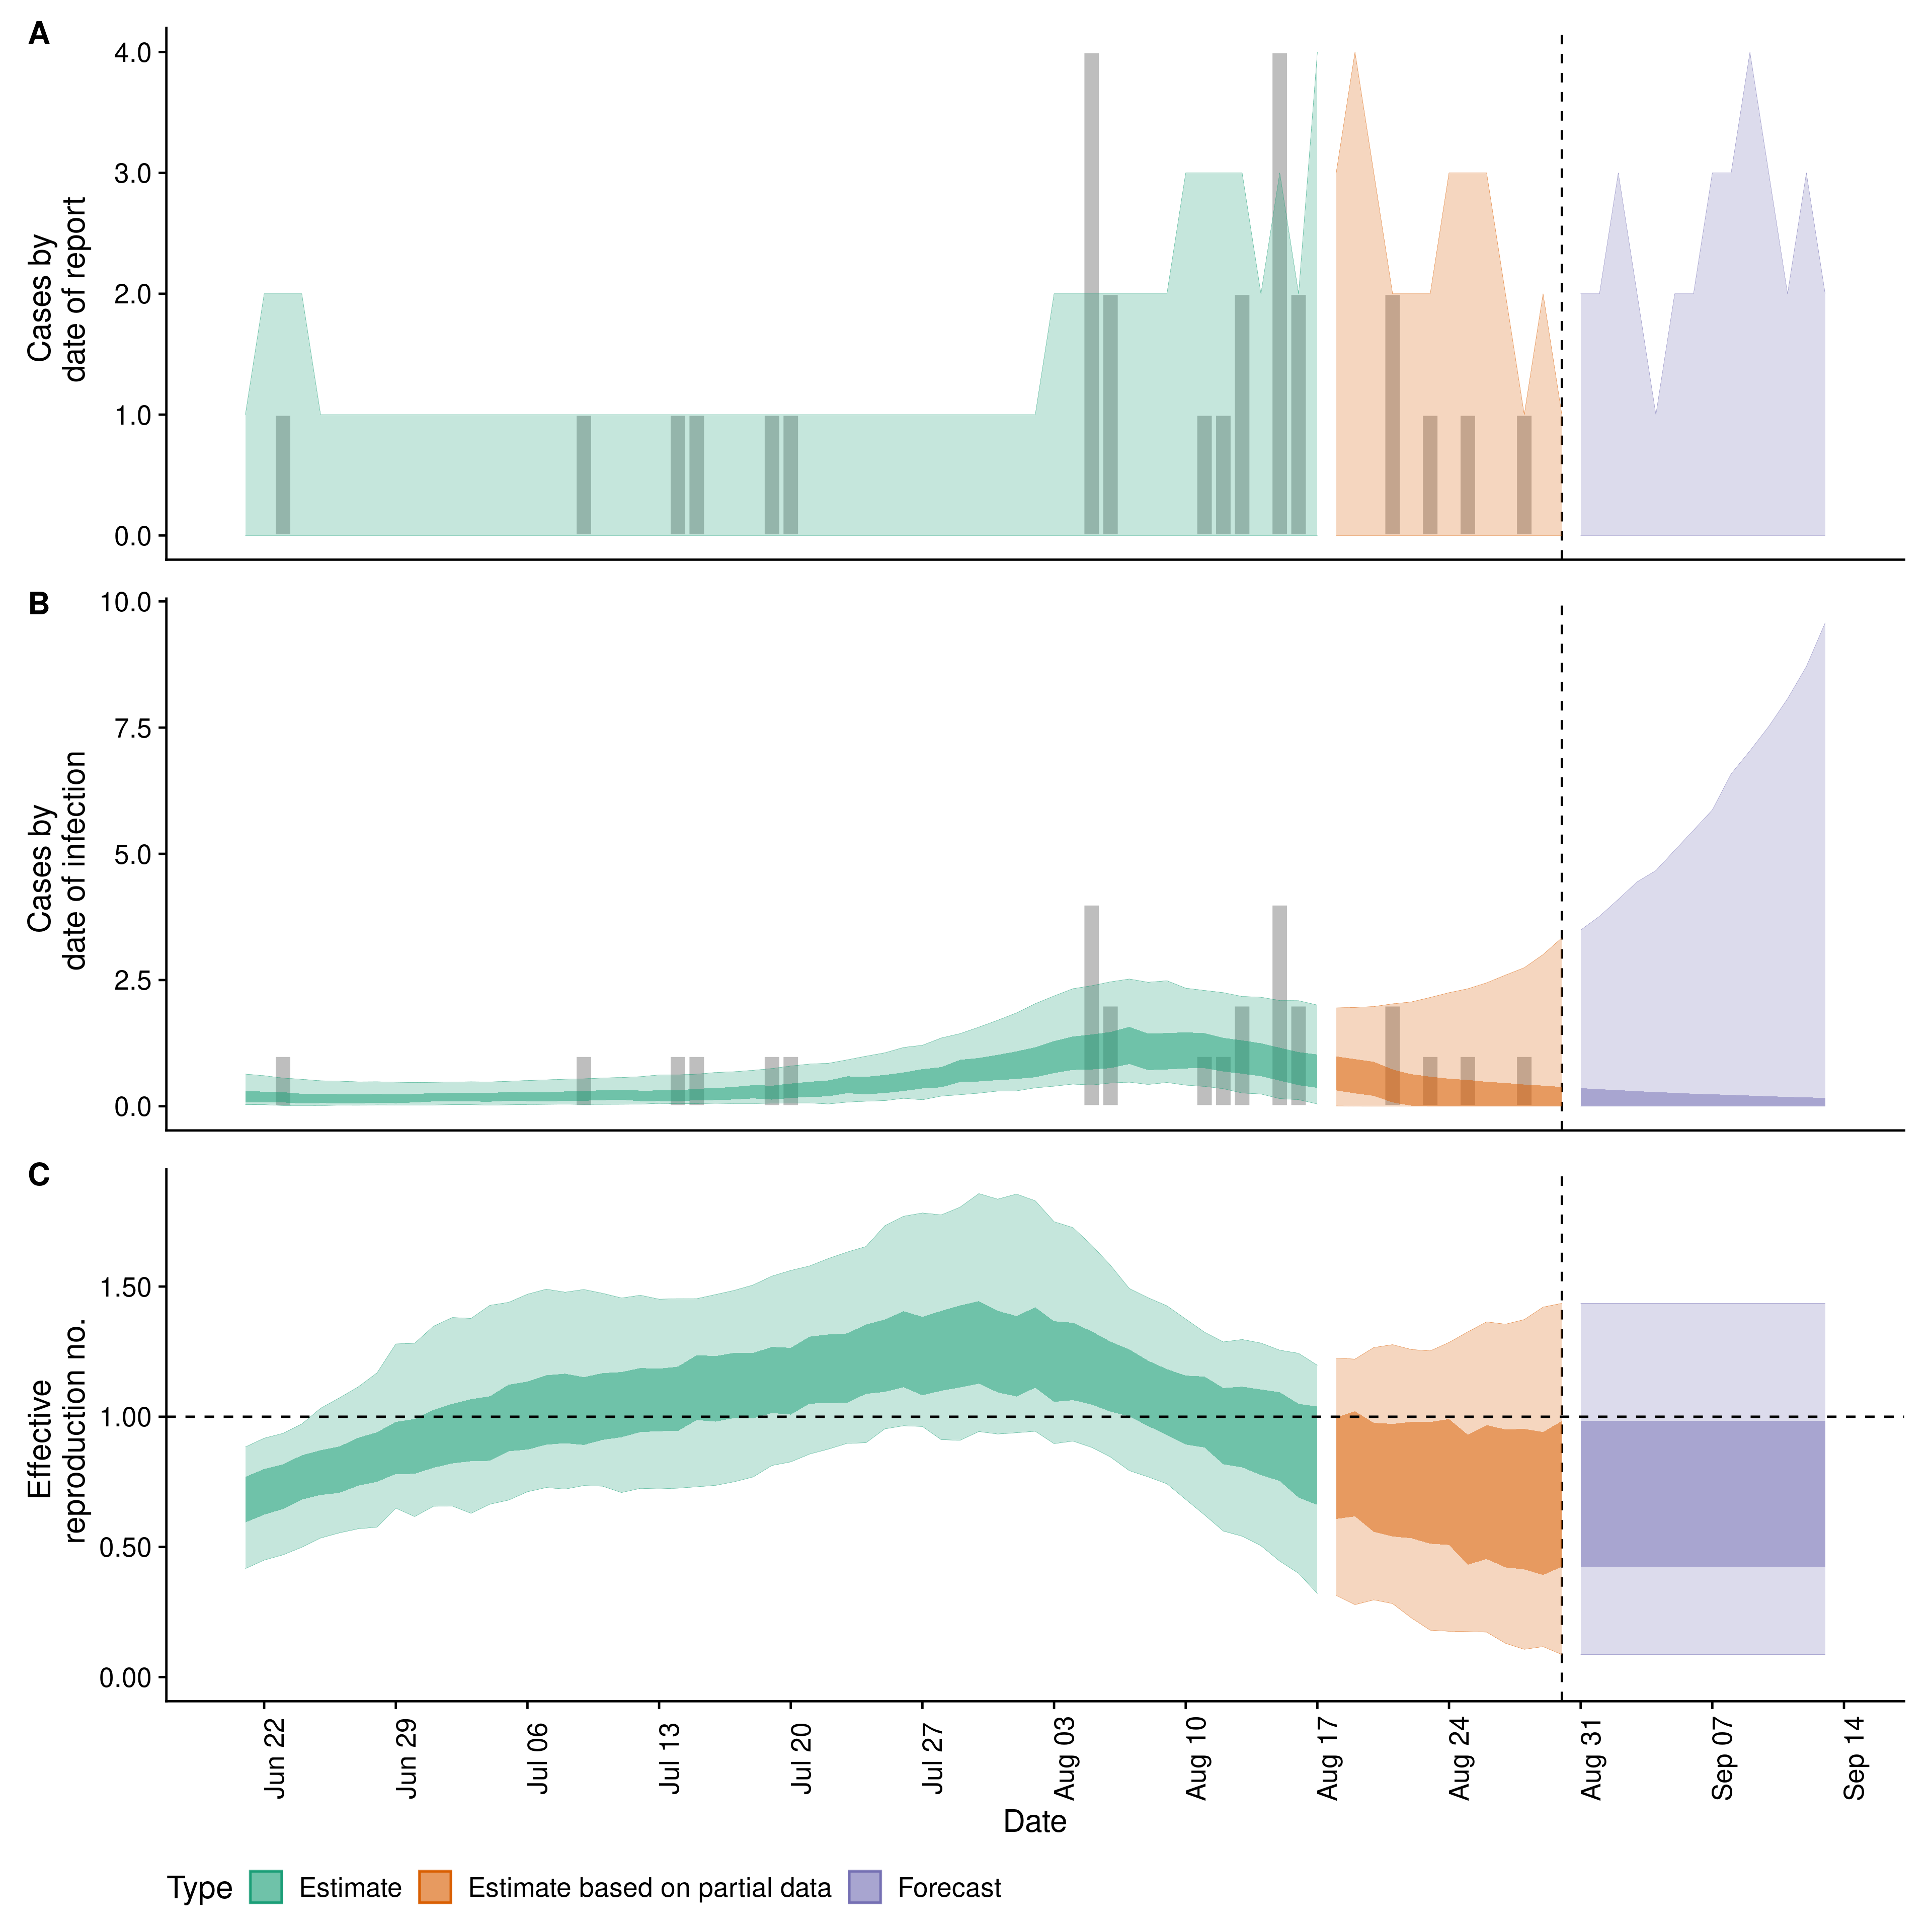 A
4.0
3.0
2.0
1.0
0.0
Cases by
date of report
B
10.0
7.5
5.0
2.5
0.0
Cases by
date of infection
C
1.50
1.00
0.50
0.00
Effective
reproduction no.
Jun 22
Jun 29
Jul 06
Jul 13
Jul 20
Jul 27
Aug 03
Aug 10
Aug 17
Aug 24
Aug 31
Sep 07
Sep 14
Date
Type Estimate Estimate based on partial data Forecast